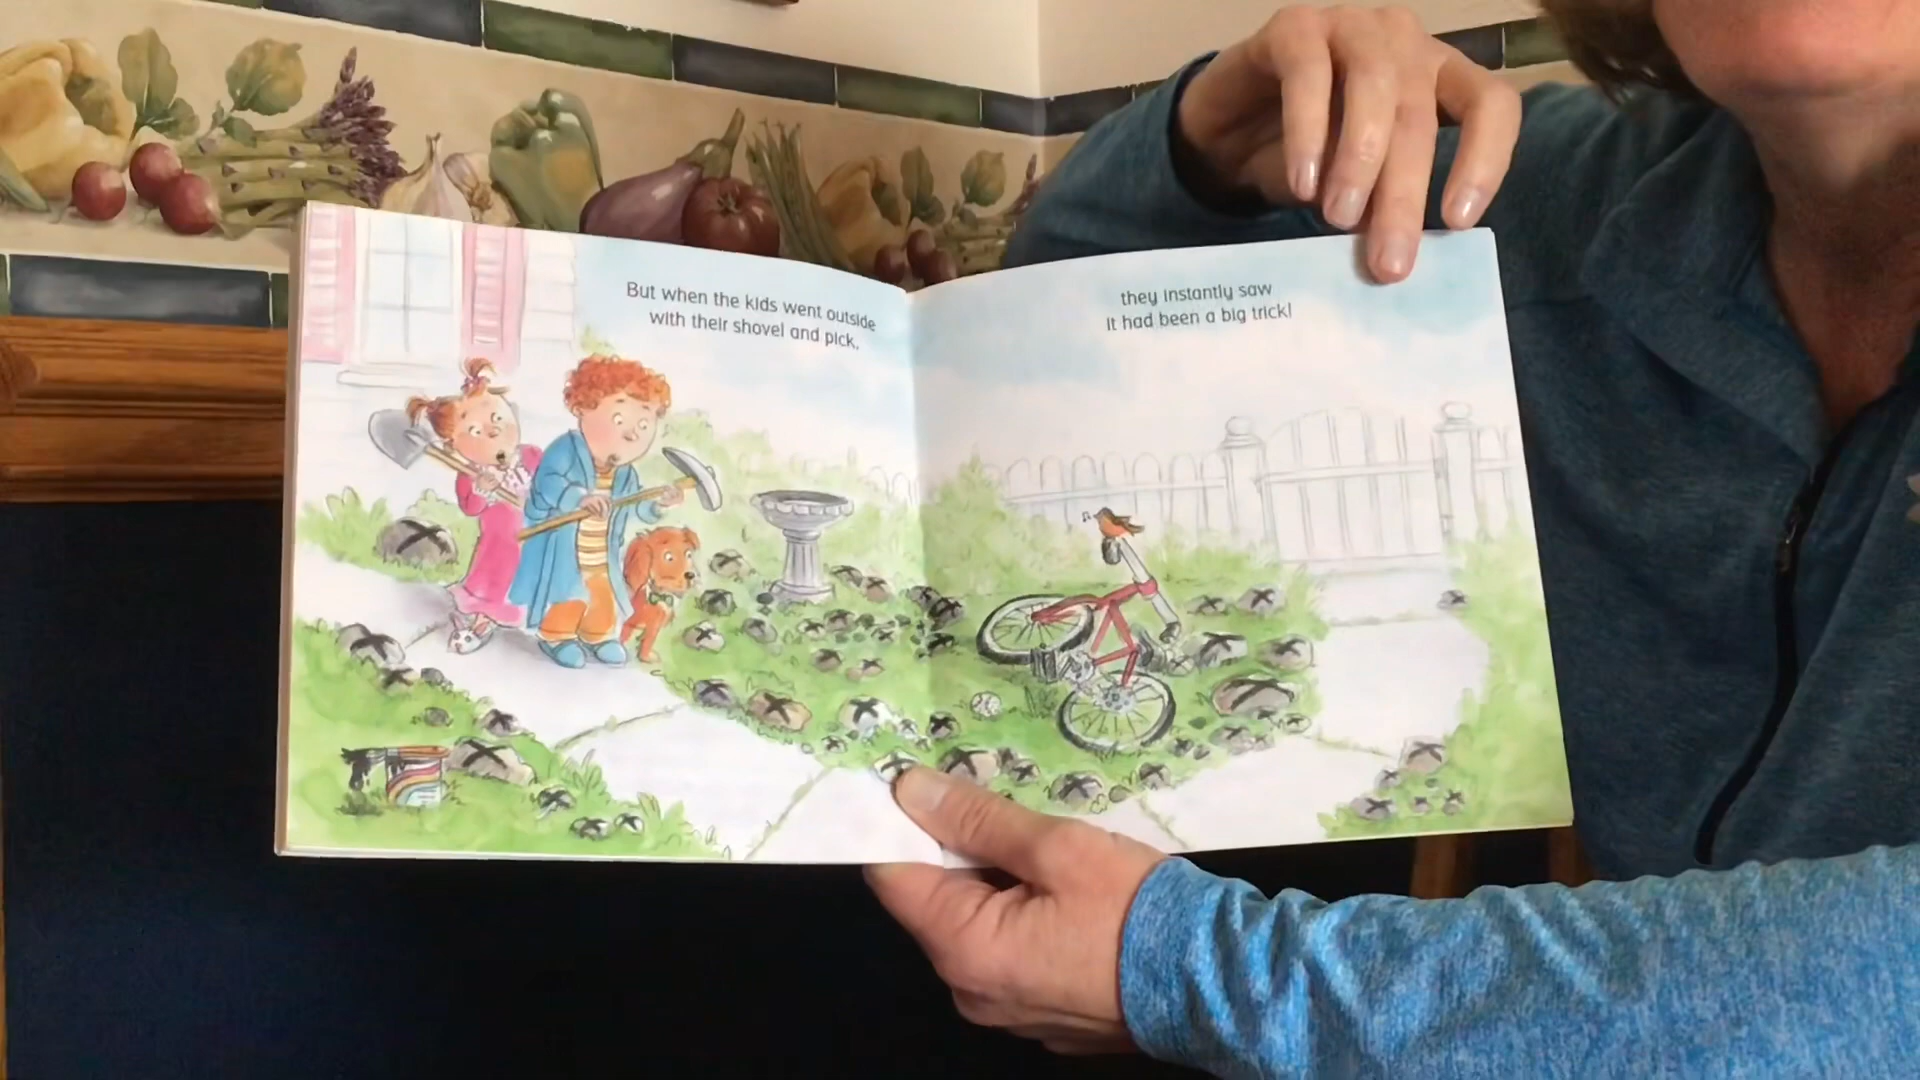 But when the kids went outside
with their shovel and pick,
they instantly saw
it had been a big trick!